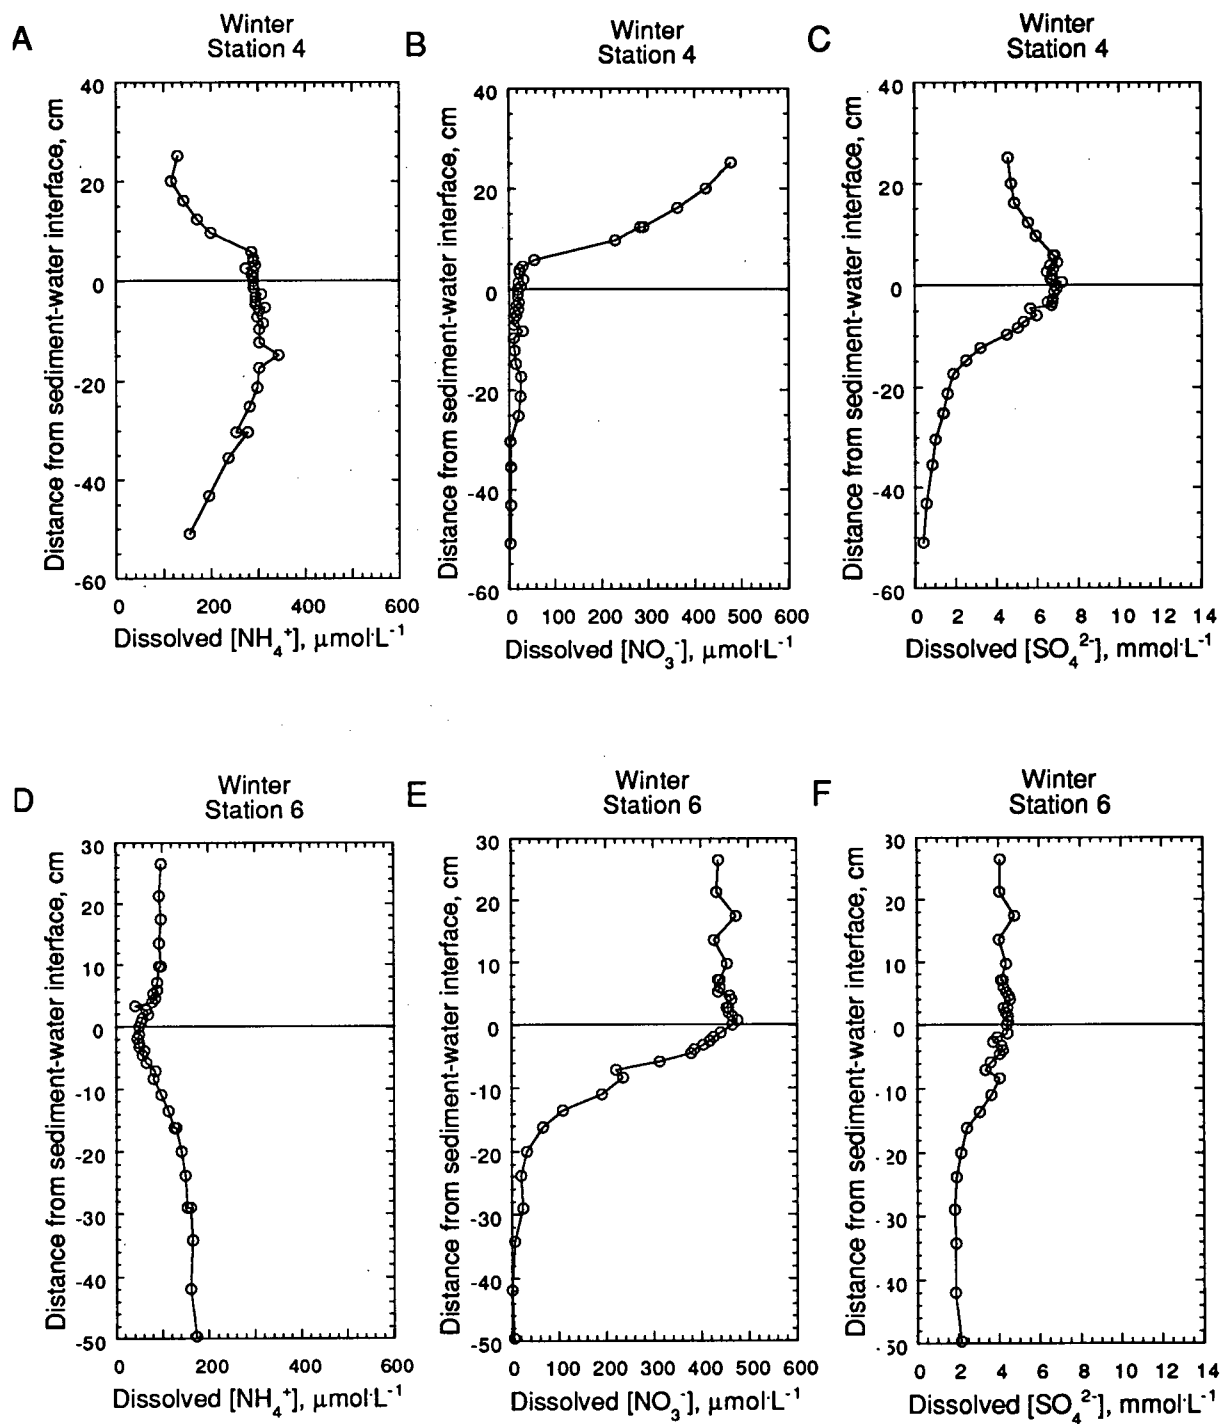 A
Winter
Station 4
Distance from sediment-water interface, cm
40
20
0
-20
-40
-60
0
200
400
600
Dissolved [NH₄⁺], μmol·L⁻¹
B
Winter
Station 4
Distance from sediment-water interface, cm
40
20
0
-20
-40
-60
0 100 200 300 400 500 600
Dissolved [NO₃⁻], μmol·L⁻¹
C
Winter
Station 4
Distance from sediment-water interface, cm
40
20
0
-20
-40
-60
0 2 4 6 8 10 12 14
Dissolved [SO₄²⁻], mmol·L⁻¹
D
Winter
Station 6
Distance from sediment-water interface, cm
30
20
10
0
-10
-20
-30
-40
-50
0 200 400 600
Dissolved [NH₄⁺], μmol·L⁻¹
E
Winter
Station 6
Distance from sediment-water interface, cm
30
20
10
0
-10
-20
-30
-40
-50
0 100 200 300 400 500 600
Dissolved [NO₃⁻], μmol·L⁻¹
F
Winter
Station 6
Distance from sediment-water interface, cm
30
20
10
0
-10
-20
-30
-40
-50
0 2 4 6 8 10 12 14
Dissolved [SO₄²⁻], mmol·L⁻¹